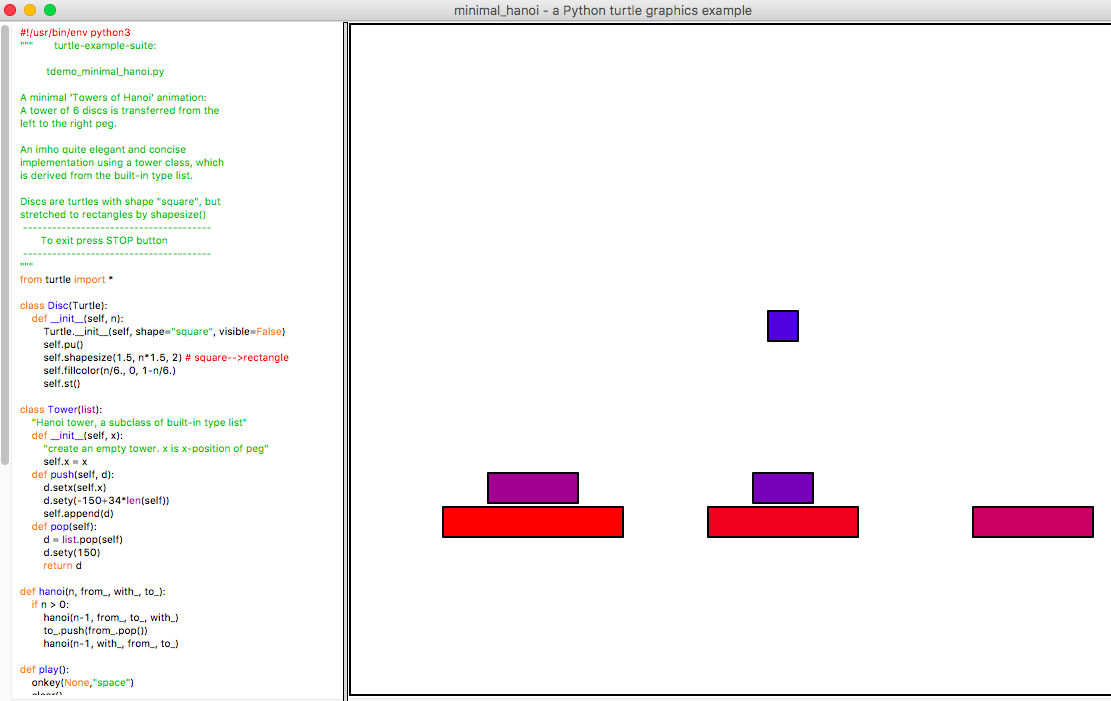 minimal_hanoi - a Python turtle graphics example
#!/usr/bin/env python3
"""       turtle-example-suite:
        tdemo_minimal_hanoi.py
A minimal 'Towers of Hanoi' animation:
A tower of 6 discs is transferred from the
left to the right peg.
An imho quite elegant and concise
implementation using a tower class, which
is derived from the built-in type list.
Discs are turtles with shape "square", but
stretched to rectangles by shapesize()
 ---------------------------------------
       To exit press STOP button
 ---------------------------------------
"""
from turtle import *
class Disc(Turtle):
    def __init__(self, n):
        Turtle.__init__(self, shape="square", visible=False)
        self.pu()
        self.shapesize(1.5, n*1.5, 2) # square-->rectangle
        self.fillcolor(n/6., 0, 1-n/6.)
        self.st()
class Tower(list):
    "Hanoi tower, a subclass of built-in type list"
    def __init__(self, x):
        "create an empty tower. x is x-position of peg"
        self.x = x
    def push(self, d):
        d.setx(self.x)
        d.sety(-150+34*len(self))
        self.append(d)
    def pop(self):
        d = list.pop(self)
        d.sety(150)
        return d
def hanoi(n, from_, with_, to_):
    if n > 0:
        hanoi(n-1, from_, to_, with_)
        to_.push(from_.pop())
        hanoi(n-1, with_, from_, to_)
def play():
    onkey(None,"space")
    clear()